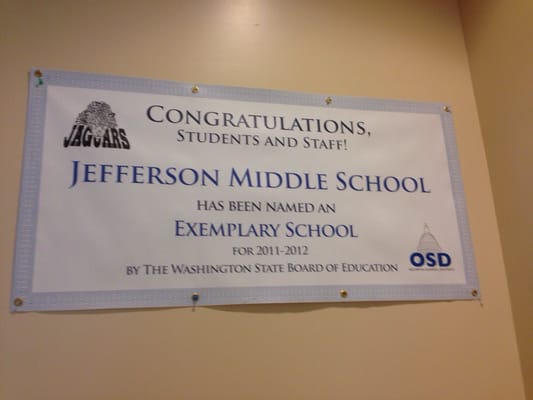 CONGRATULATIONS,
STUDENTS AND STAFF!
JAGUARS
JEFFERSON MIDDLE SCHOOL
HAS BEEN NAMED AN
EXEMPLARY SCHOOL
FOR 2011-2012
BY THE WASHINGTON STATE BOARD OF EDUCATION
OSD